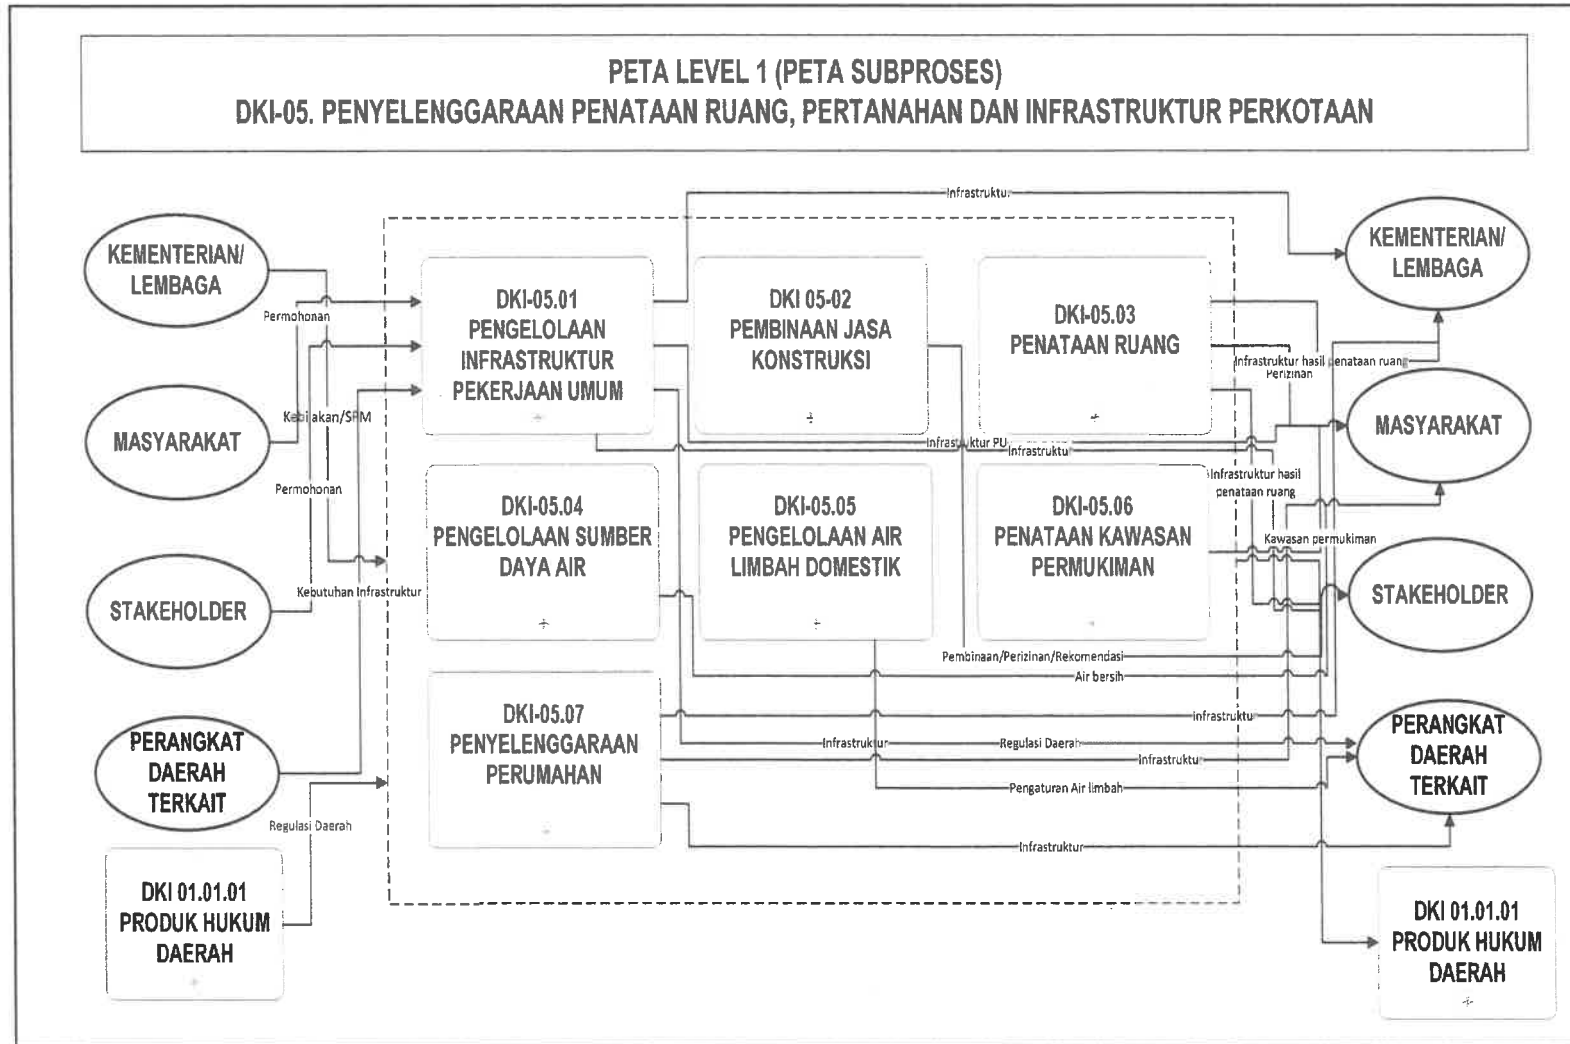 PETA LEVEL 1 (PETA SUBPROSES)
DKI-05. PENYELENGGARAAN PENATAAN RUANG, PERTANAHAN DAN INFRASTRUKTUR PERKOTAAN
KEMENTERIAN/
LEMBAGA
MASYARAKAT
STAKEHOLDER
PERANGKAT
DAERAH
TERKAIT
DKI 01.01.01
PRODUK HUKUM
DAERAH
Permohonan
Kebijakan/SPM
Permohonan
Kebutuhan Infrastruktur
Regulasi Daerah
DKI-05.01
PENGELOLAAN
INFRASTRUKTUR
PEKERJAAN UMUM
DKI 05-02
PEMBINAAN JASA
KONSTRUKSI
DKI-05.03
PENATAAN RUANG
DKI-05.04
PENGELOLAAN SUMBER
DAYA AIR
DKI-05.05
PENGELOLAAN AIR
LIMBAH DOMESTIK
DKI-05.06
PENATAAN KAWASAN
PERMUKIMAN
DKI-05.07
PENYELENGGARAAN
PERUMAHAN
Infrastruktur
Infrastruktur hasil penataan ruang
Perizinan
Infrastruktur PU
Infrastruktur
Infrastruktur hasil
penataan ruang
Kawasan permukiman
Pembinaan/Perizinan/Rekomendasi
Air bersih
Infrastruktur
Infrastruktur
Regulasi Daerah
Infrastruktur
Pengaturan Air limbah
Infrastruktur
KEMENTERIAN/
LEMBAGA
MASYARAKAT
STAKEHOLDER
PERANGKAT
DAERAH
TERKAIT
DKI 01.01.01
PRODUK HUKUM
DAERAH